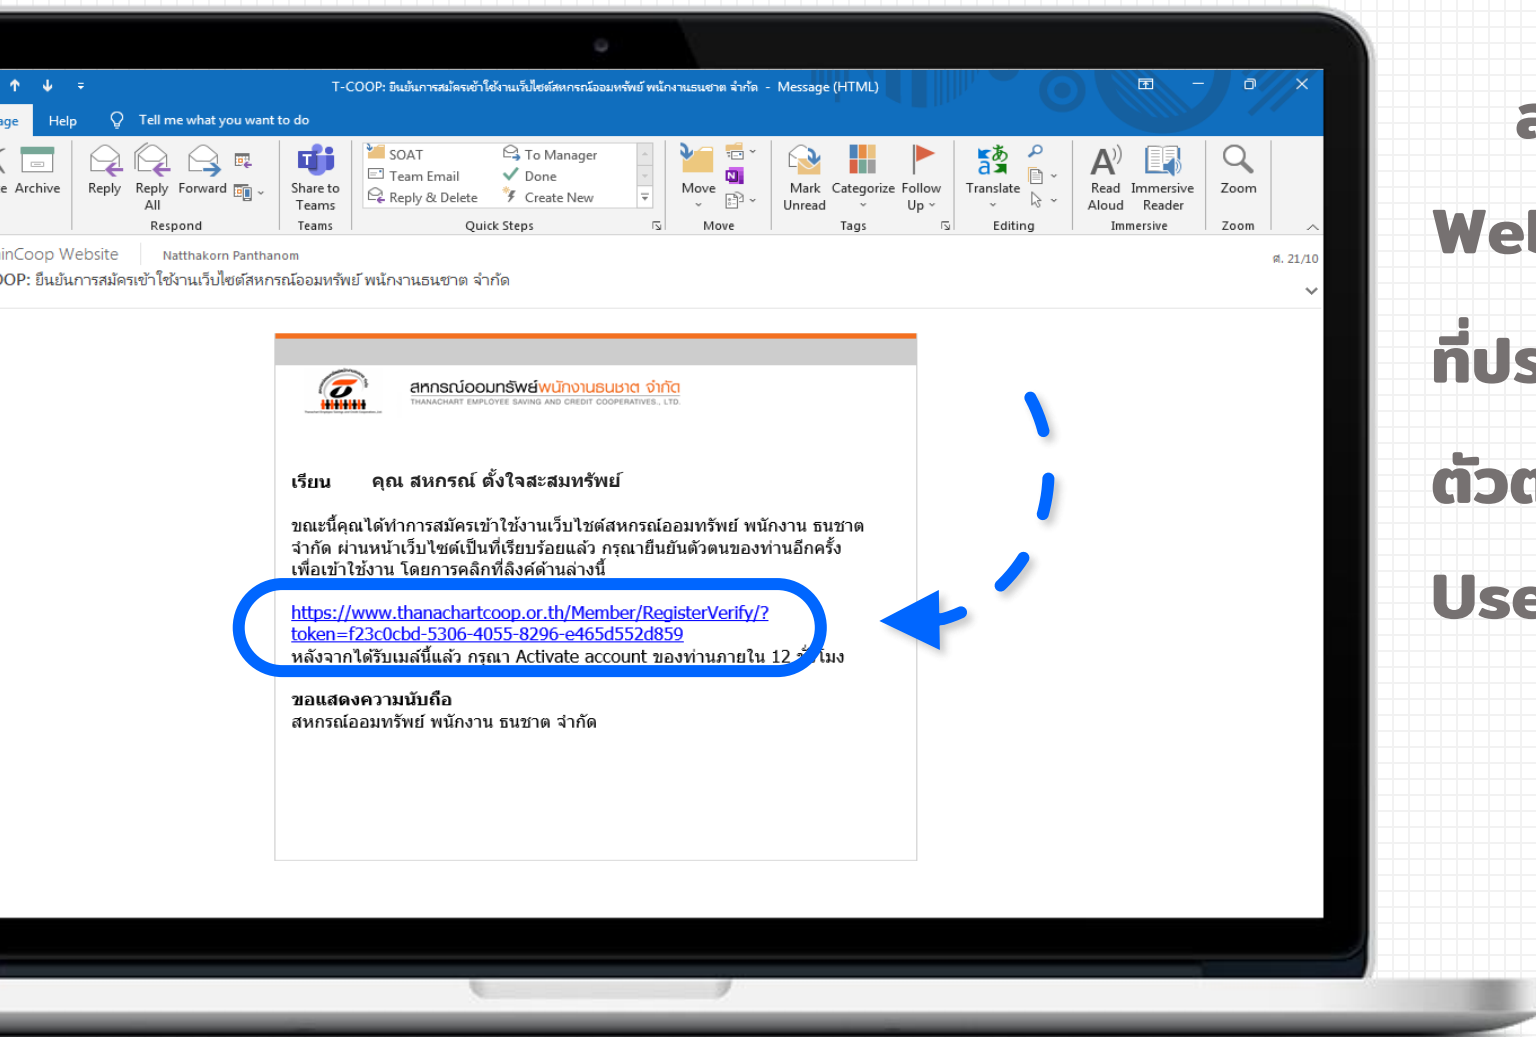 T-COOP: ยืนยันการสมัครเข้าใช้งานเว็บไซต์สหกรณ์ออมทรัพย์ พนักงานธนชาต จำกัด - Message (HTML)
Help Tell me what you want to do
Archive Reply Reply All Forward Share to Teams
SOAT To Manager
Team Email Done
Reply & Delete Create New
Move Mark Unread Categorize Follow Up Translate Read Aloud Immersive Reader Zoom
Respond Teams Quick Steps Move Tags Editing Immersive Zoom
Website Natthakorn Panthanom
ศ. 21/10
OP: ยืนยันการสมัครเข้าใช้งานเว็บไซต์สหกรณ์ออมทรัพย์ พนักงานธนชาต จำกัด
สหกรณ์ออมทรัพย์พนักงานธนชาต จำกัด
THANACHART EMPLOYEE SAVING AND CREDIT COOPERATIVES., LTD.
เรียน คุณ สหกรณ์ ตั้งใจสะสมทรัพย์
ขณะนี้คุณได้ทำการสมัครเข้าใช้งานเว็บไซต์สหกรณ์ออมทรัพย์ พนักงาน ธนชาต
จำกัด ผ่านหน้าเว็บไซต์เป็นที่เรียบร้อยแล้ว กรุณายืนยันตัวตนของท่านอีกครั้ง
เพื่อเข้าใช้งาน โดยการคลิกที่ลิงค์ด้านล่างนี้
https://www.thanachartcoop.or.th/Member/RegisterVerify/?
token=f23c0cbd-5306-4055-8296-e465d552d859
หลังจากได้รับเมล์นี้แล้ว กรุณา Activate account ของท่านภายใน 12 ชั่วโมง
ขอแสดงความนับถือ
สหกรณ์ออมทรัพย์ พนักงาน ธนชาต จำกัด